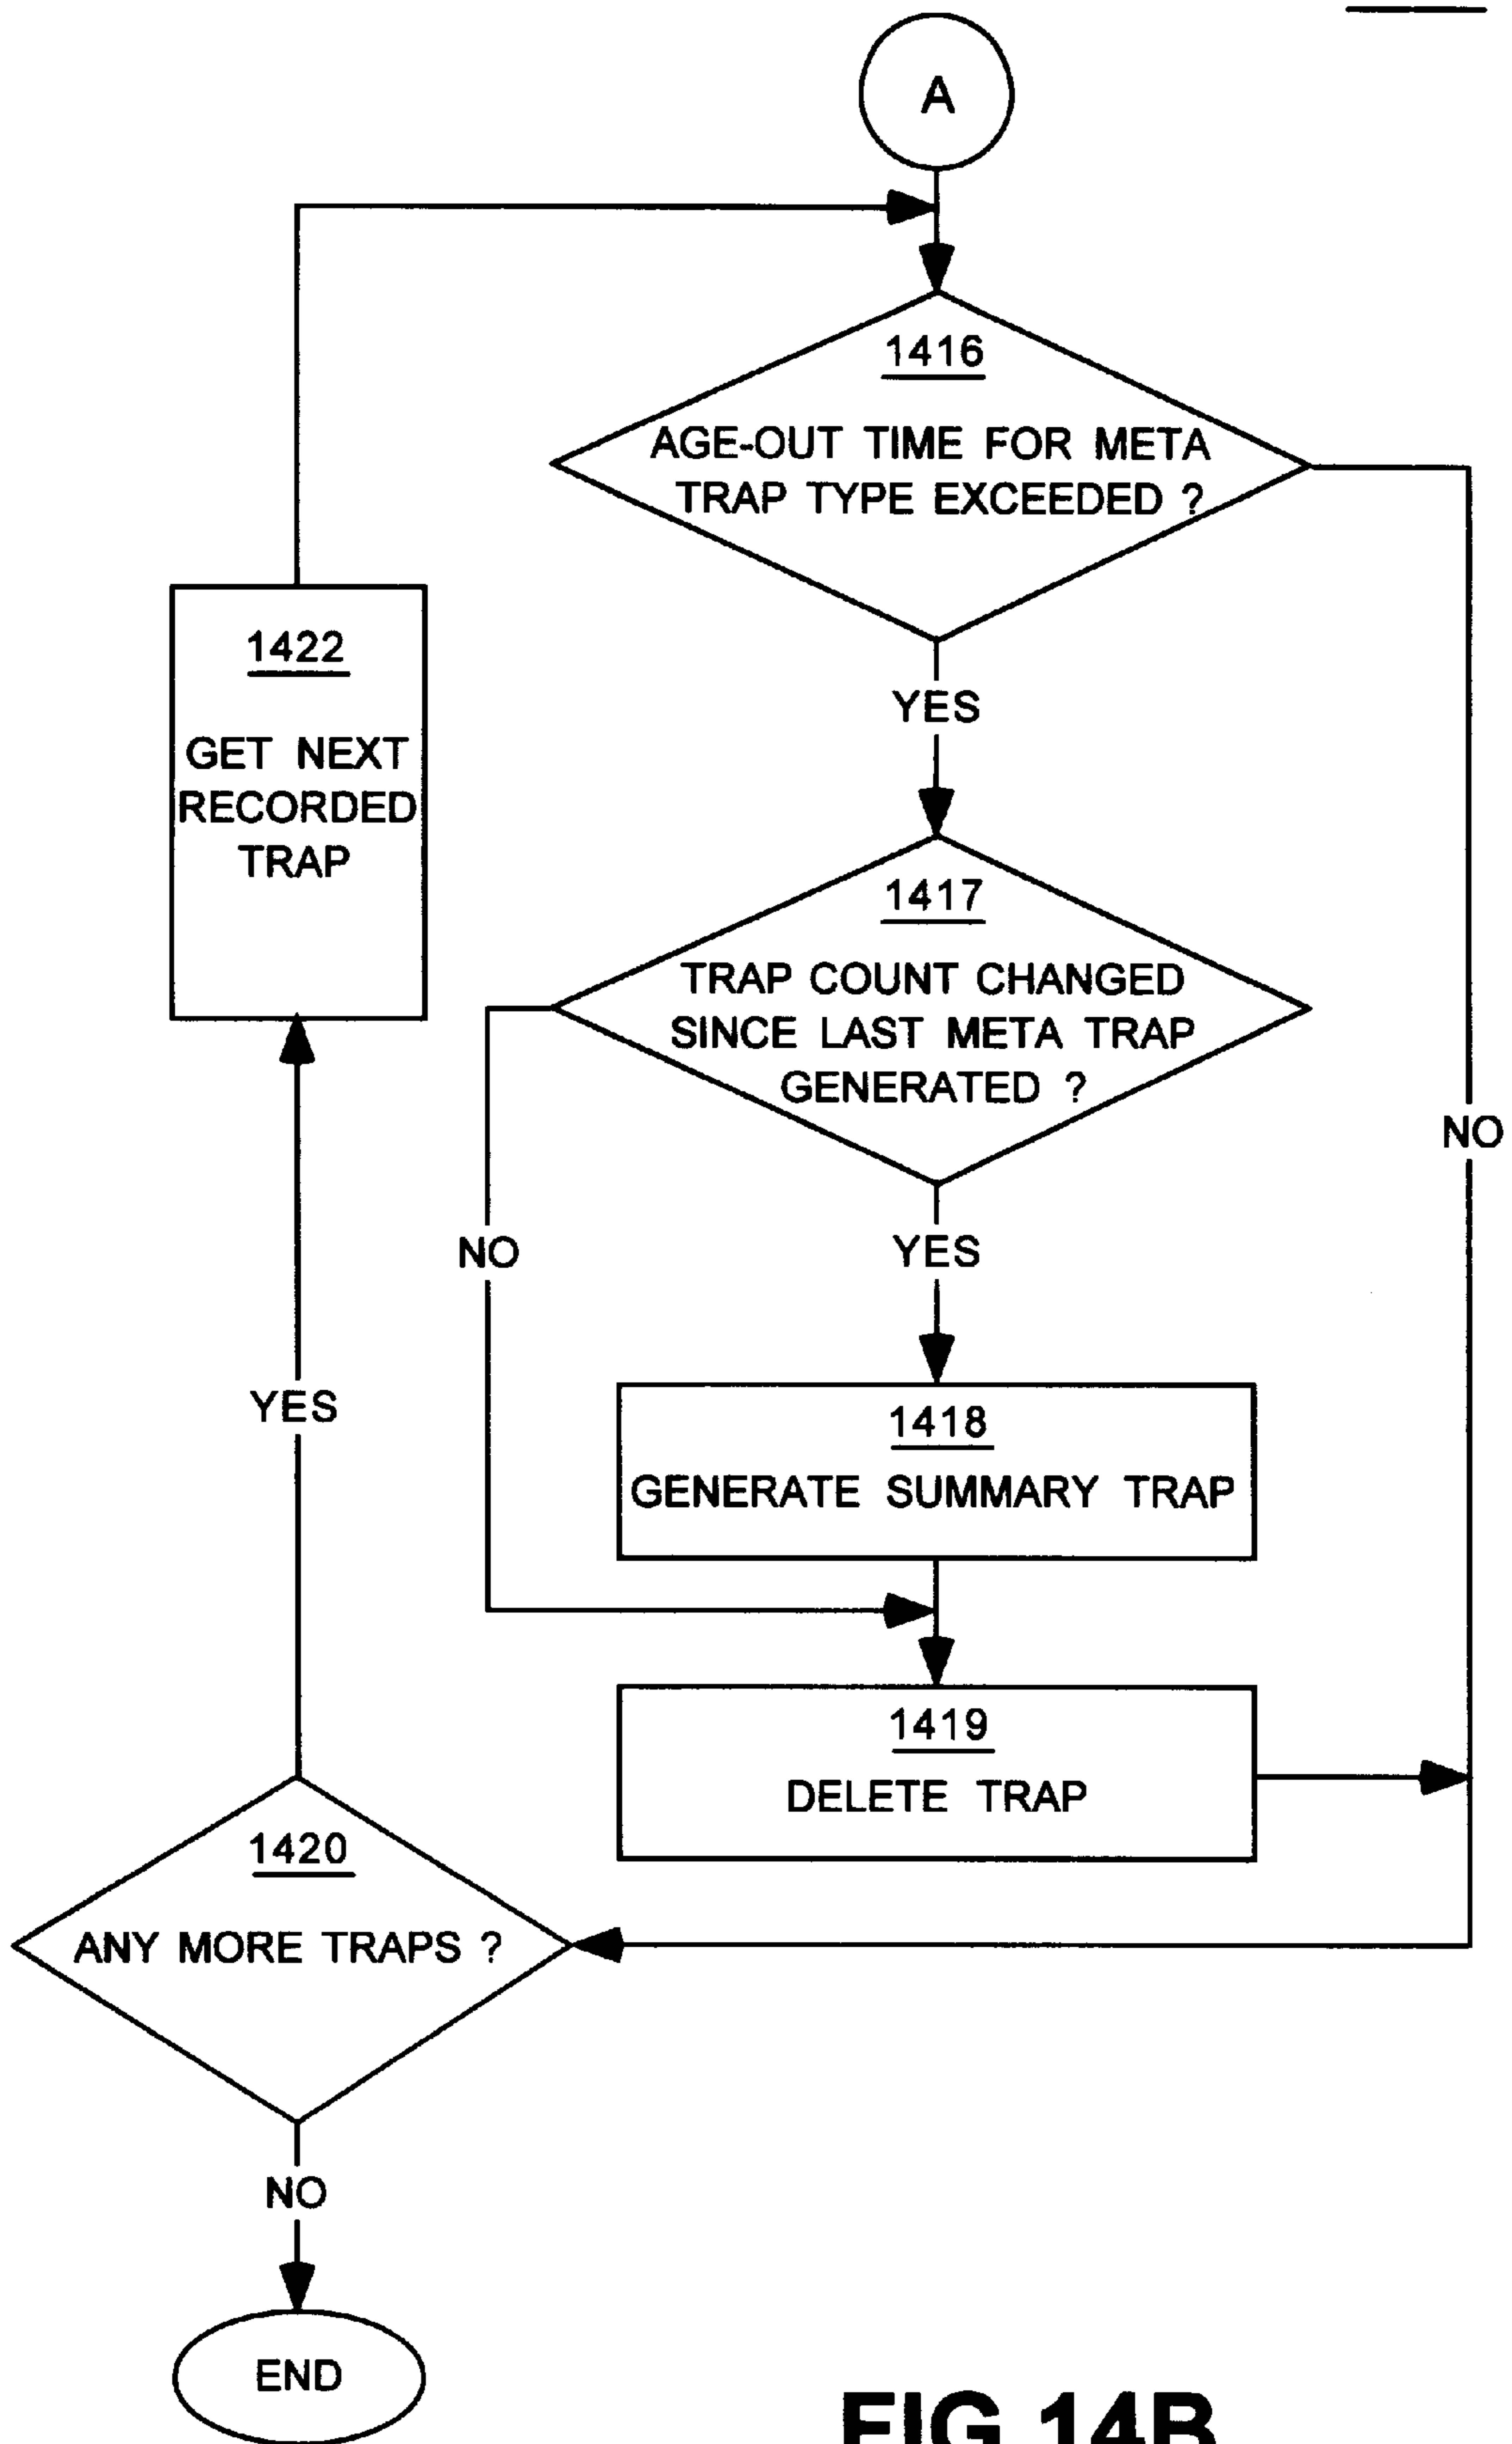 A
1416
AGE-OUT TIME FOR META
TRAP TYPE EXCEEDED ?
YES
NO
1417
TRAP COUNT CHANGED
SINCE LAST META TRAP
GENERATED ?
NO
YES
1418
GENERATE SUMMARY TRAP
1419
DELETE TRAP
1420
ANY MORE TRAPS ?
YES
1422
GET NEXT
RECORDED
TRAP
NO
END
FIG 14B